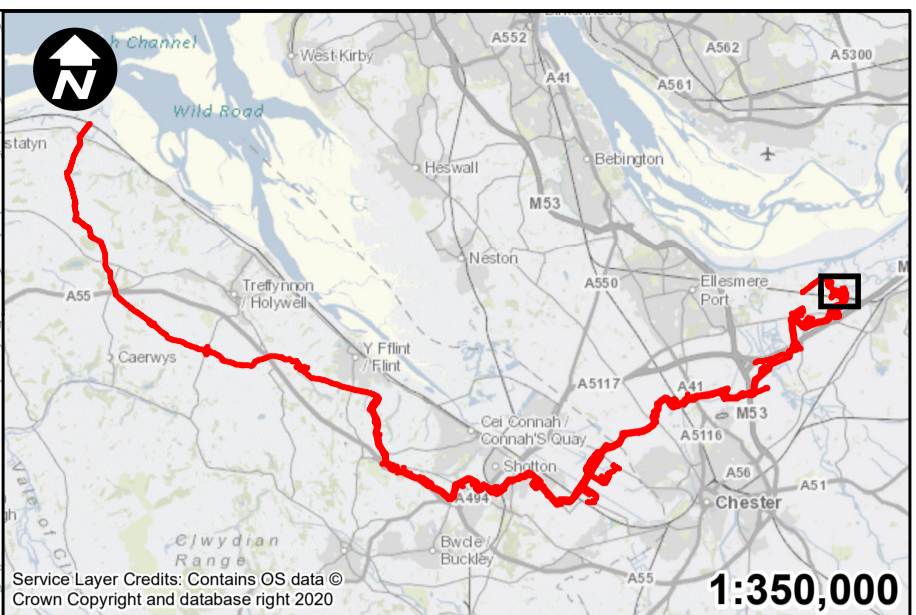 N
h Channel
West Kirby
A552
A562
A5300
A41
A561
Wild Road
statyn
Heswall
Bebington
M53
Neston
A550
Ellesmere
Port
M
A55
Treffynnon
/ Holywell
Caerwys
Y Fflint
/ Flint
A5117
A41
M53
Cei Connah /
Connah'S Quay
A5116
Shotton
A56
A51
A494
Chester
gh
Clwydian
Range
Bwcle /
Buckley
A55
Service Layer Credits: Contains OS data ©
Crown Copyright and database right 2020
1:350,000